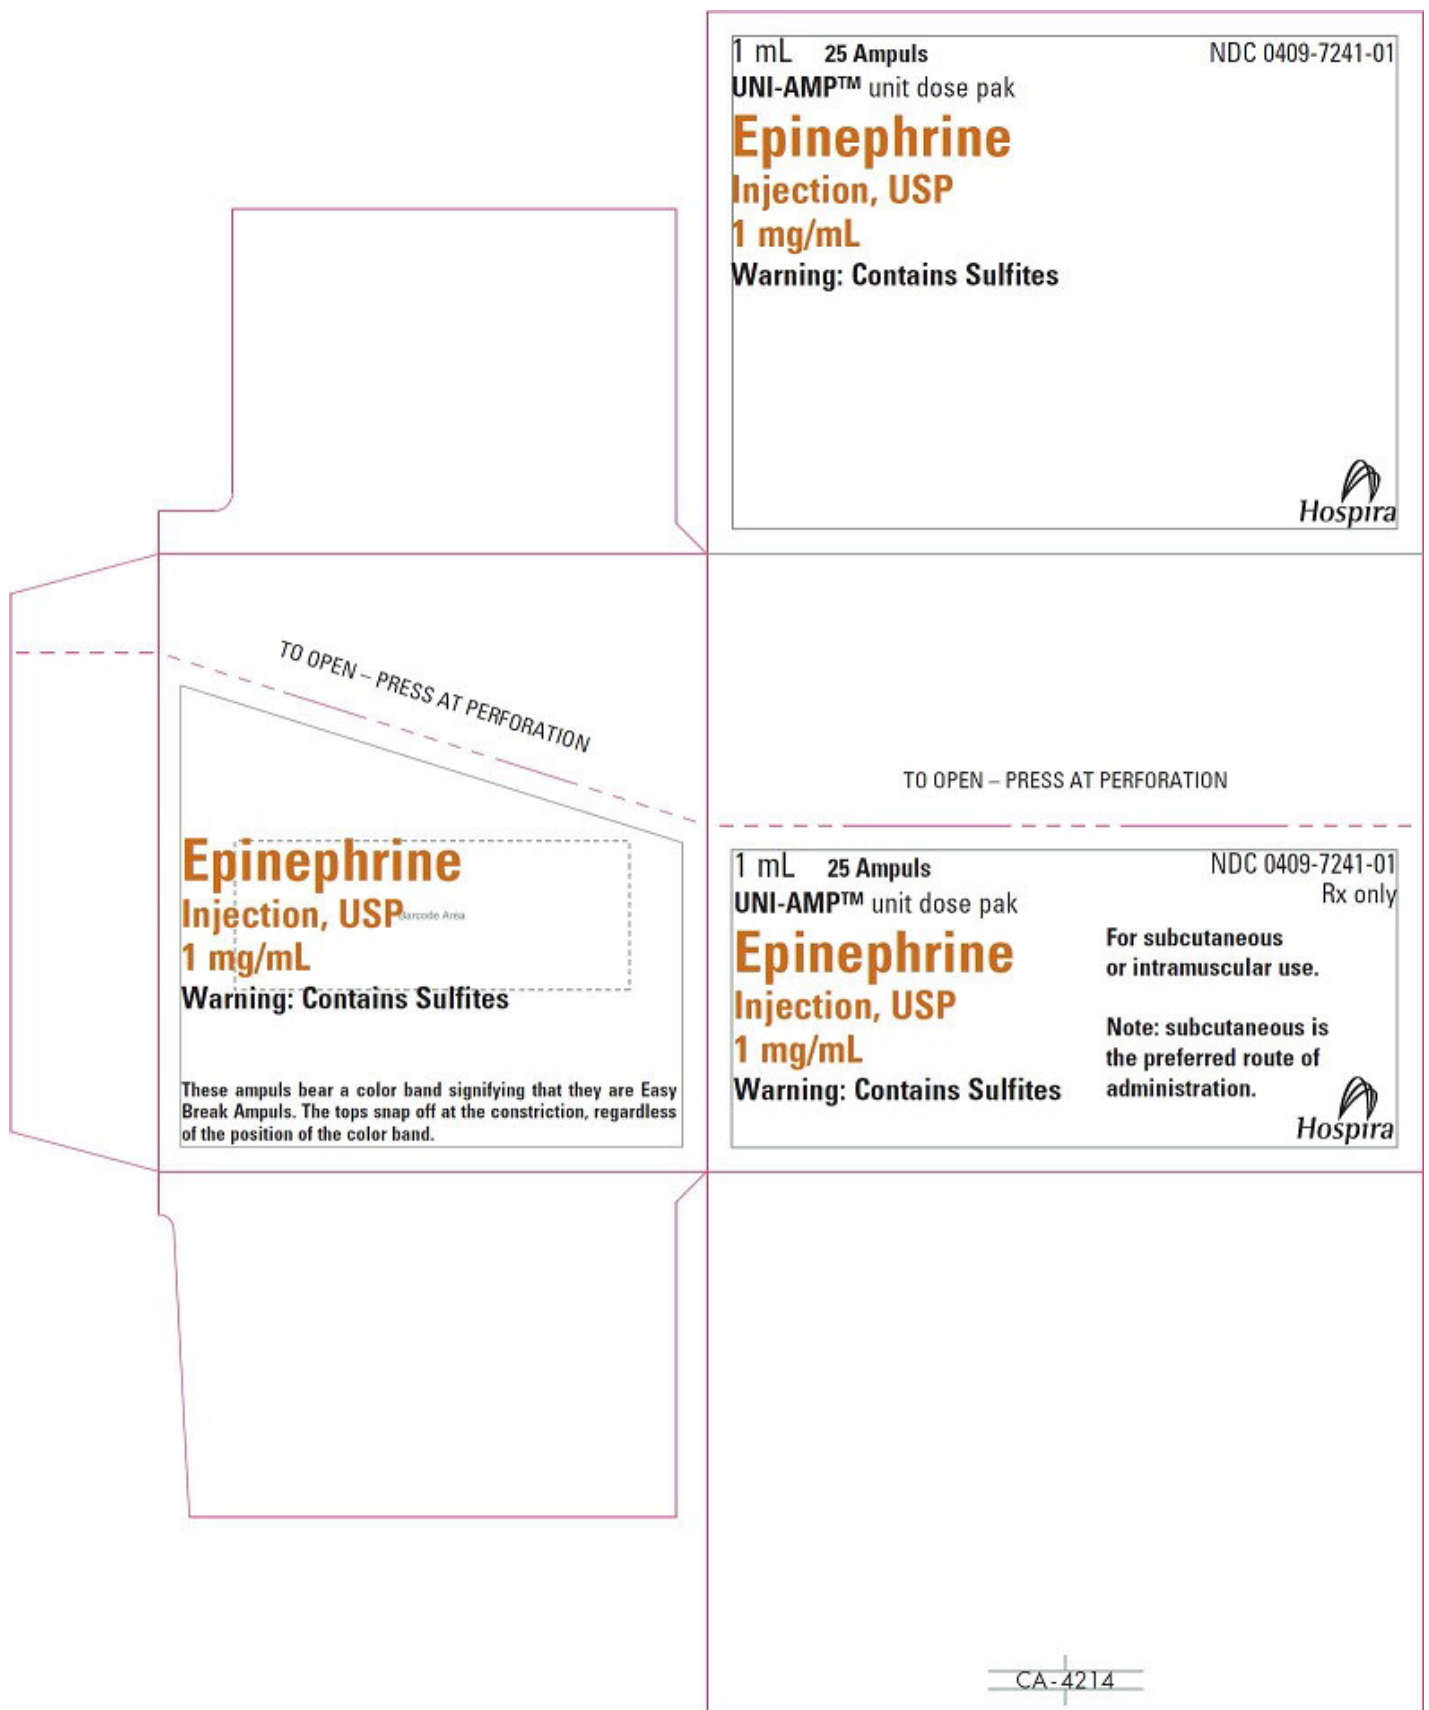 1 mL 25 Ampuls NDC 0409-7241-01
UNI-AMP™ unit dose pak
Epinephrine
Injection, USP
1 mg/mL
Warning: Contains Sulfites
Hospira
TO OPEN – PRESS AT PERFORATION
Epinephrine
Injection, USP
Barcode Area
1 mg/mL
Warning: Contains Sulfites
These ampuls bear a color band signifying that they are Easy
Break Ampuls. The tops snap off at the constriction, regardless
of the position of the color band.
TO OPEN – PRESS AT PERFORATION
1 mL 25 Ampuls NDC 0409-7241-01
Rx only
UNI-AMP™ unit dose pak
Epinephrine
Injection, USP
1 mg/mL
Warning: Contains Sulfites
For subcutaneous
or intramuscular use.
Note: subcutaneous is
the preferred route of
administration.
Hospira
CA-4214